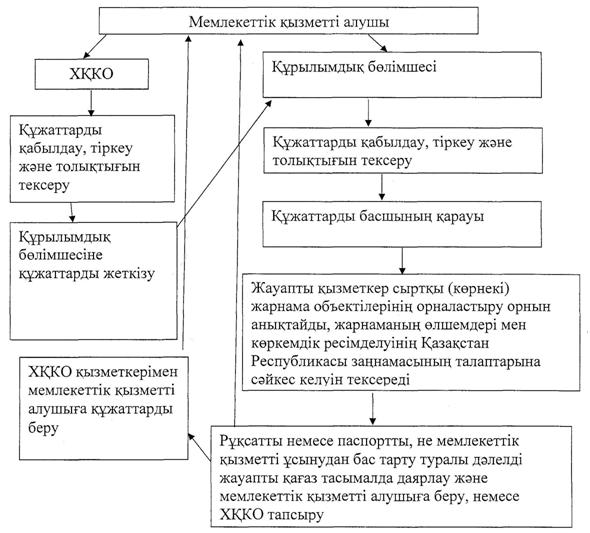 Мемлекеттік қызметті алушы
ХҚКО
Құжаттарды
қабылдау, тіркеу
және толықтығын
тексеру
Құрылымдық
бөлімшесіне
құжаттарды жеткізу
ХҚКО қызметкерімен
мемлекеттік қызметті
алушыға құжаттарды
беру
Құрылымдық бөлімшесі
Құжаттарды қабылдау, тіркеу және
толықтығын тексеру
Құжаттарды басшының қарауы
Жауапты қызметкер сыртқы (көрнекі)
жарнама объектілерінің орналастыру орнын
анықтайды, жарнаманың өлшемдері мен
көркемдік ресімделуінің Қазақстан
Республикасы заңнамасының талаптарына
сәйкес келуін тексереді
Рұқсатты немесе паспортты, не мемлекеттік
қызметті ұсынудан бас тарту туралы дәлелді
жауапты қағаз тасымалда даярлау және
мемлекеттік қызметті алушыға беру, немесе
ХҚКО тапсыру